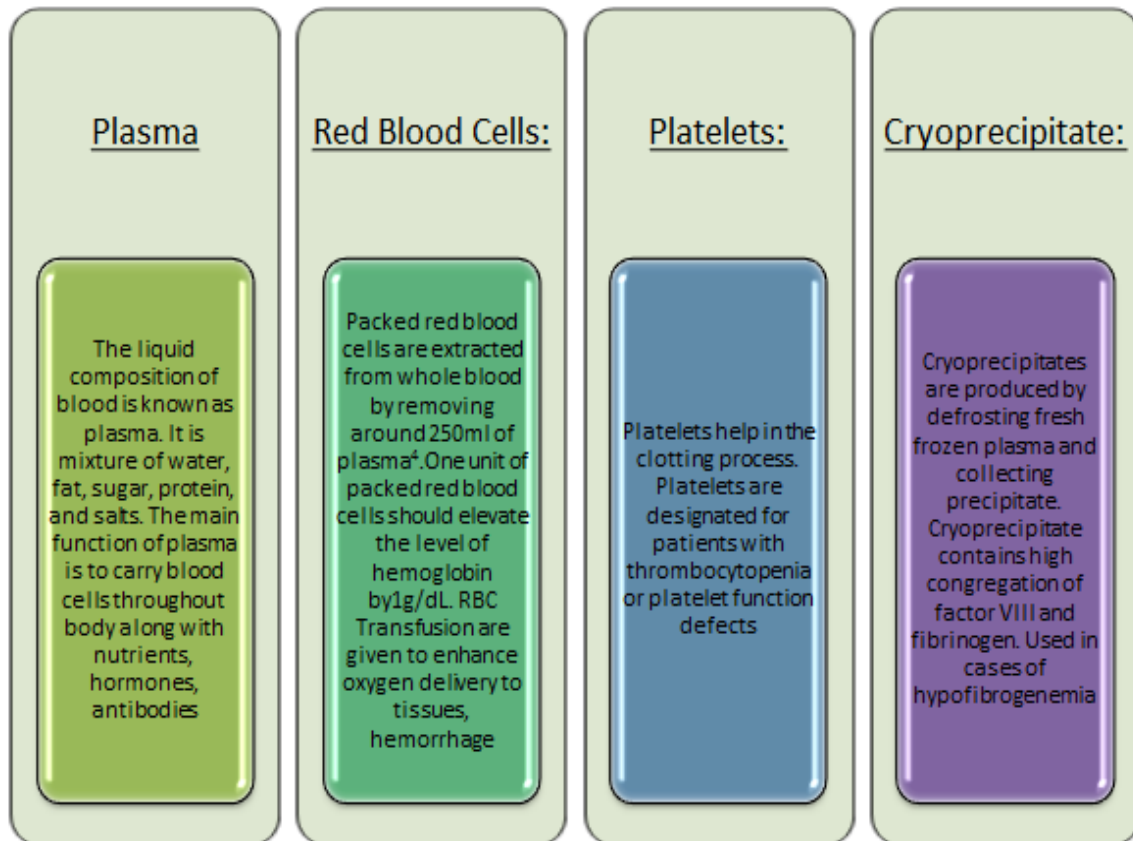 Plasma
The liquid
composition of
blood is known as
plasma. It is
mixture of water,
fat, sugar, protein,
and salts. The main
function of plasma
is to carry blood
cells throughout
body along with
nutrients,
hormones,
antibodies
Red Blood Cells:
Packed red blood
cells are extracted
from whole blood
by removing
around 250ml of
plasma⁴.One unit of
packed red blood
cells should elevate
the level of
hemoglobin
by1g/dL. RBC
Transfusion are
given to enhance
oxygen delivery to
tissues,
hemorrhage
Platelets:
Platelets help in the
clotting process.
Platelets are
designated for
patients with
thrombocytopenia
or platelet function
defects
Cryoprecipitate:
Cryoprecipitates
are produced by
defrosting fresh
frozen plasma and
collecting
precipitate.
Cryoprecipitate
contains high
congregation of
factor VIII and
fibrinogen. Used in
cases of
hypofibrogenemia